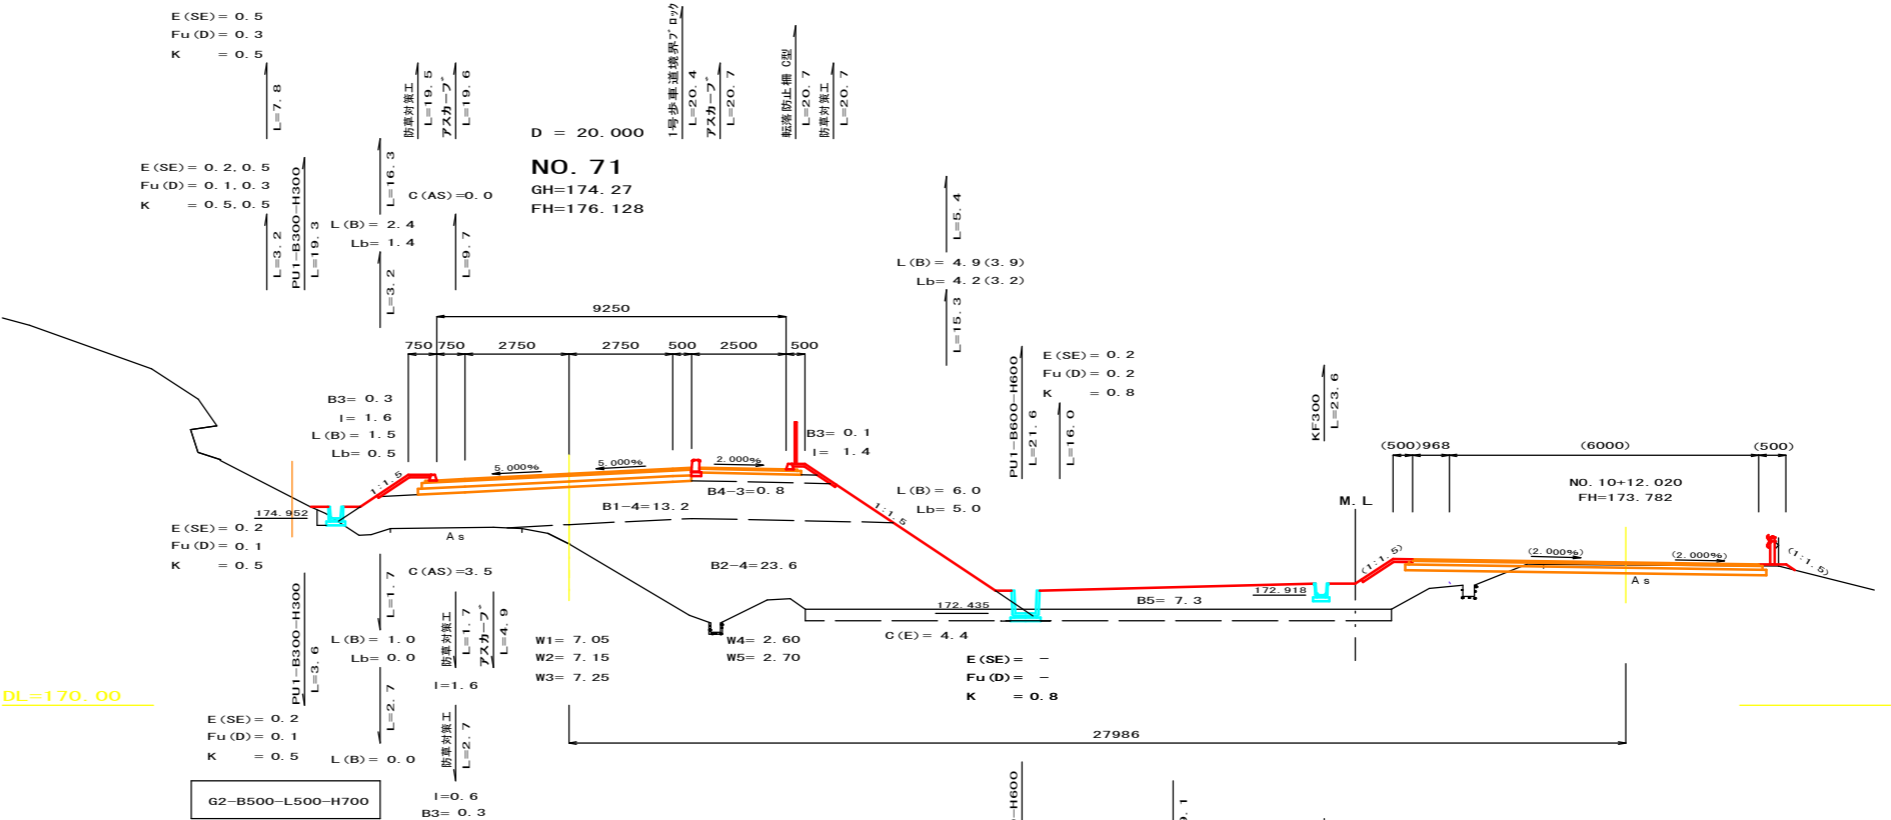 E(SE)= 0.5
Fu(D)= 0.3
K = 0.5
L=7.8
防草対策工
L=19.5
アスカーブ
L=19.6
1号歩車道境界ブロック
L=20.4
アスカーブ
L=20.7
転落防止柵 C型
L=20.7
防草対策工
L=20.7
D = 20.000
NO. 71
GH=174.27
FH=176.128
E(SE)= 0.2, 0.5
Fu(D)= 0.1, 0.3
K = 0.5, 0.5
L=3.2
PU1-B300-H300
L=19.3
L=16.3
C(AS)=0.0
L(B)= 2.4
Lb= 1.4
L=3.2
L=9.7
L=5.4
L(B)= 4.9(3.9)
Lb= 4.2(3.2)
L=15.3
9250
750
750
2750
2750
500
2500
500
PU1-B600-H600
L=21.6
E(SE)= 0.2
Fu(D)= 0.2
K = 0.8
L=16.0
KF300
L=23.6
B3= 0.3
I= 1.6
L(B)= 1.5
Lb= 0.5
B3= 0.1
I= 1.4
(500)
968
(6000)
(500)
1:1.5
5.000%
5.000%
2.000%
B4-3=0.8
B1-4=13.2
1:1.5
L(B)= 6.0
Lb= 5.0
M.L
NO.10+12.020
FH=173.782
174.952
As
E(SE)= 0.2
Fu(D)= 0.1
K = 0.5
B2-4=23.6
(1:1.5)
(2.000%)
(2.000%)
(1:1.5)
As
172.435
172.918
B5= 7.3
C(E)= 4.4
PU1-B300-H300
L=3.6
L=1.7
C(AS)=3.5
防草対策工
L=1.7
アスカーブ
L=4.9
L(B)= 1.0
Lb= 0.0
W1= 7.05
W2= 7.15
W3= 7.25
W4= 2.60
W5= 2.70
E(SE)= -
Fu(D)= -
K = 0.8
I=1.6
DL=170.00
L=2.7
防草対策工
L=2.7
E(SE)= 0.2
Fu(D)= 0.1
K = 0.5
L(B)= 0.0
27986
G2-B500-L500-H700
I=0.6
B3= 0.3
-H600